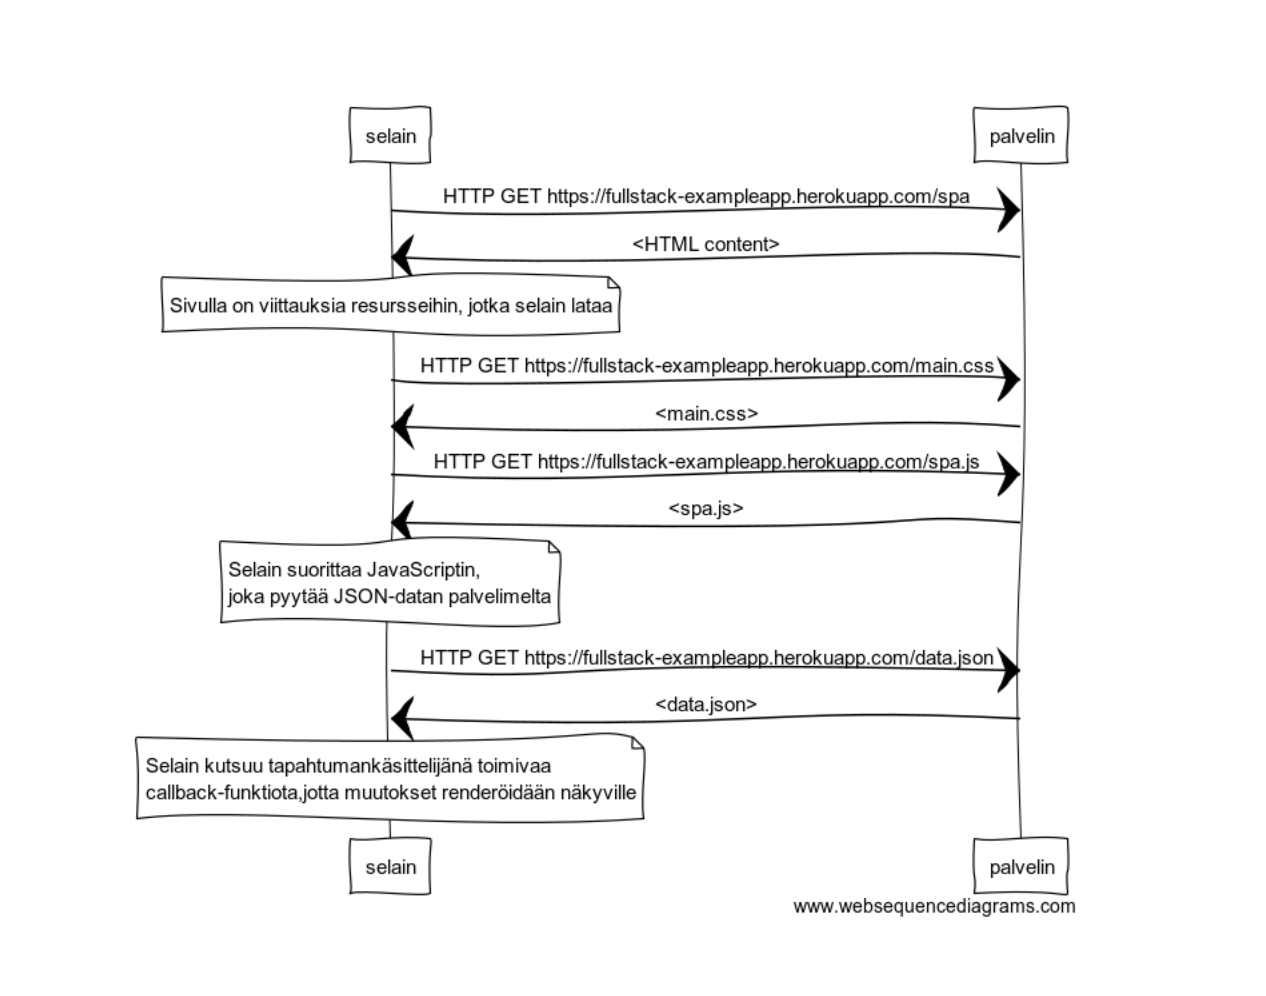 selain
palvelin
HTTP GET https://fullstack-exampleapp.herokuapp.com/spa
<HTML content>
Sivulla on viittauksia resursseihin, jotka selain lataa
HTTP GET https://fullstack-exampleapp.herokuapp.com/main.css
<main.css>
HTTP GET https://fullstack-exampleapp.herokuapp.com/spa.js
<spa.js>
Selain suorittaa JavaScriptin,
joka pyytää JSON-datan palvelimelta
HTTP GET https://fullstack-exampleapp.herokuapp.com/data.json
<data.json>
Selain kutsuu tapahtumankäsittelijänä toimivaa
callback-funktiota,jotta muutokset renderöidään näkyville
selain
palvelin
www.websequencediagrams.com